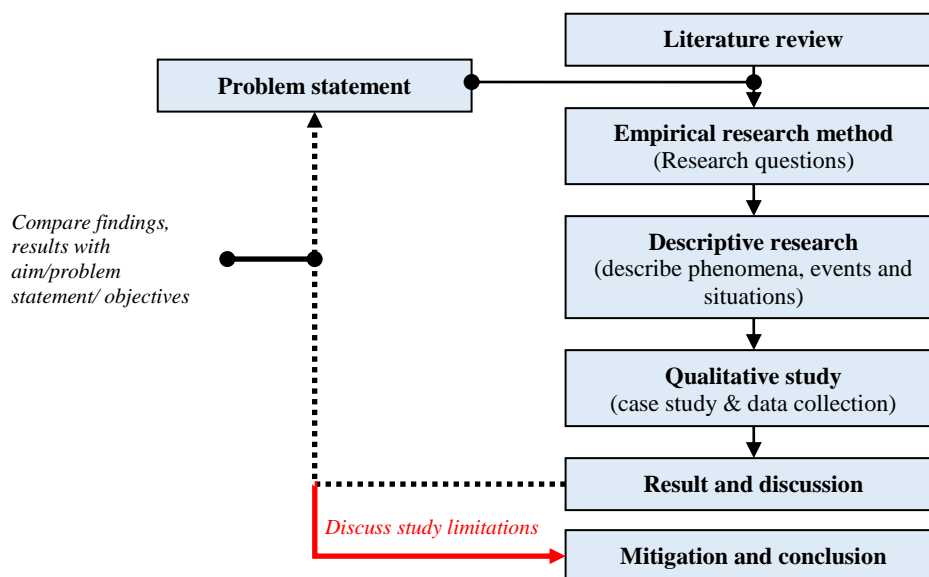 Literature review
Problem statement
Empirical research method
(Research questions)
Compare findings,
results with
aim/problem
statement/ objectives
Descriptive research
(describe phenomena, events and
situations)
Qualitative study
(case study & data collection)
Result and discussion
Discuss study limitations
Mitigation and conclusion